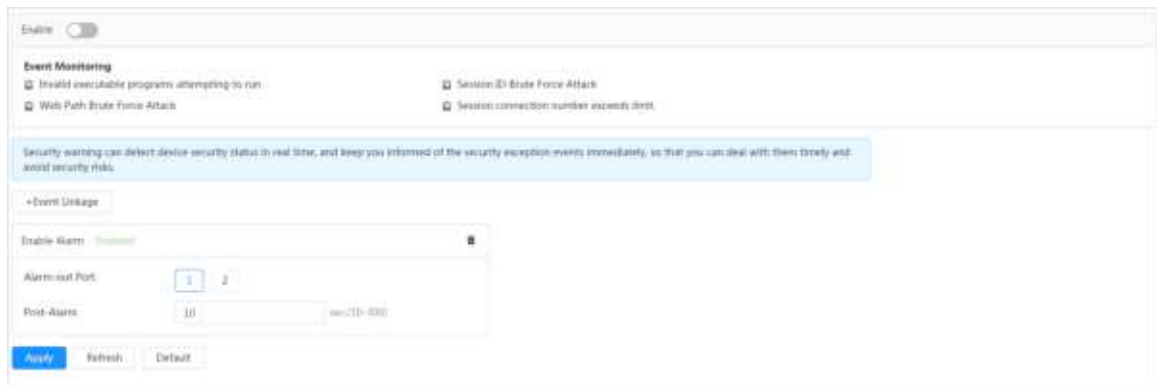 Enable
Event Monitoring
Invalid executable programs attempting to run
Session ID Brute Force Attack
Web Path Brute Force Attack
Session connection number exceeds limit
Security warning can detect device security status in real time, and keep you informed of the security exception events immediately, so that you can deal with them timely and
avoid security risks.
+Event Linkage
Enable Alarm Enabled
Alarm-out Port
1 2
Post-Alarm
10
Apply Refresh Default